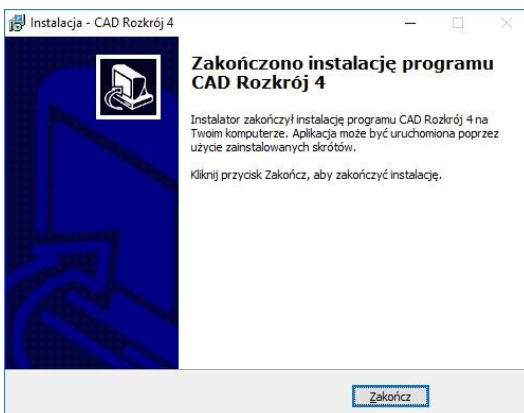 Instalacja - CAD Rozkrój 4
Zakończono instalację programu
CAD Rozkrój 4
Instalator zakończył instalację programu CAD Rozkrój 4 na
Twoim komputerze. Aplikacja może być uruchomiona poprzez
użycie zainstalowanych skrótów.
Kliknij przycisk Zakończ, aby zakończyć instalację.
Zakończ